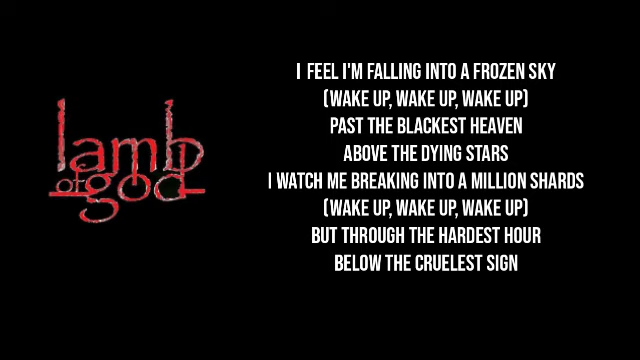 lamb
of god
I FEEL I'M FALLING INTO A FROZEN SKY
(WAKE UP, WAKE UP, WAKE UP)
PAST THE BLACKEST HEAVEN
ABOVE THE DYING STARS
I WATCH ME BREAKING INTO A MILLION SHARDS
(WAKE UP, WAKE UP, WAKE UP)
BUT THROUGH THE HARDEST HOUR
BELOW THE CRUELEST SIGN